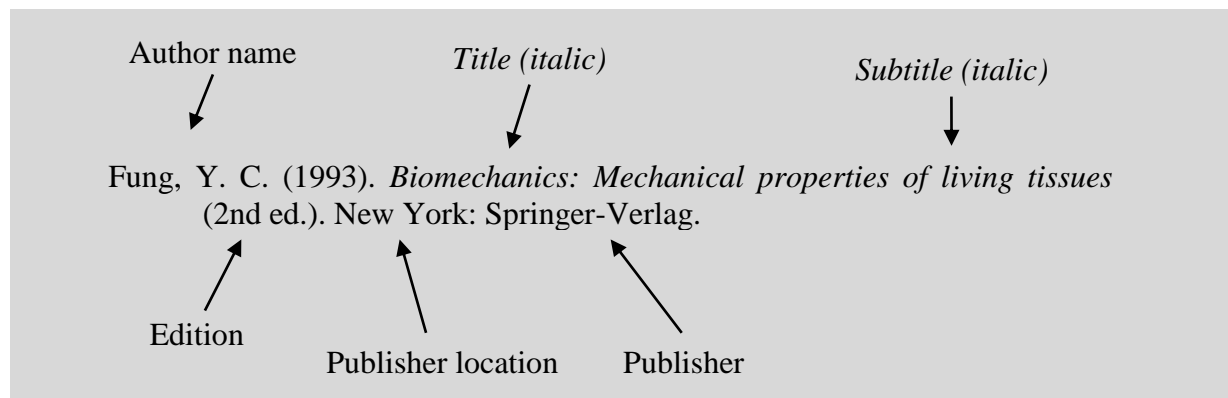 Author name
Title (italic)
Subtitle (italic)
Fung, Y. C. (1993). Biomechanics: Mechanical properties of living tissues
(2nd ed.). New York: Springer-Verlag.
Edition
Publisher location
Publisher